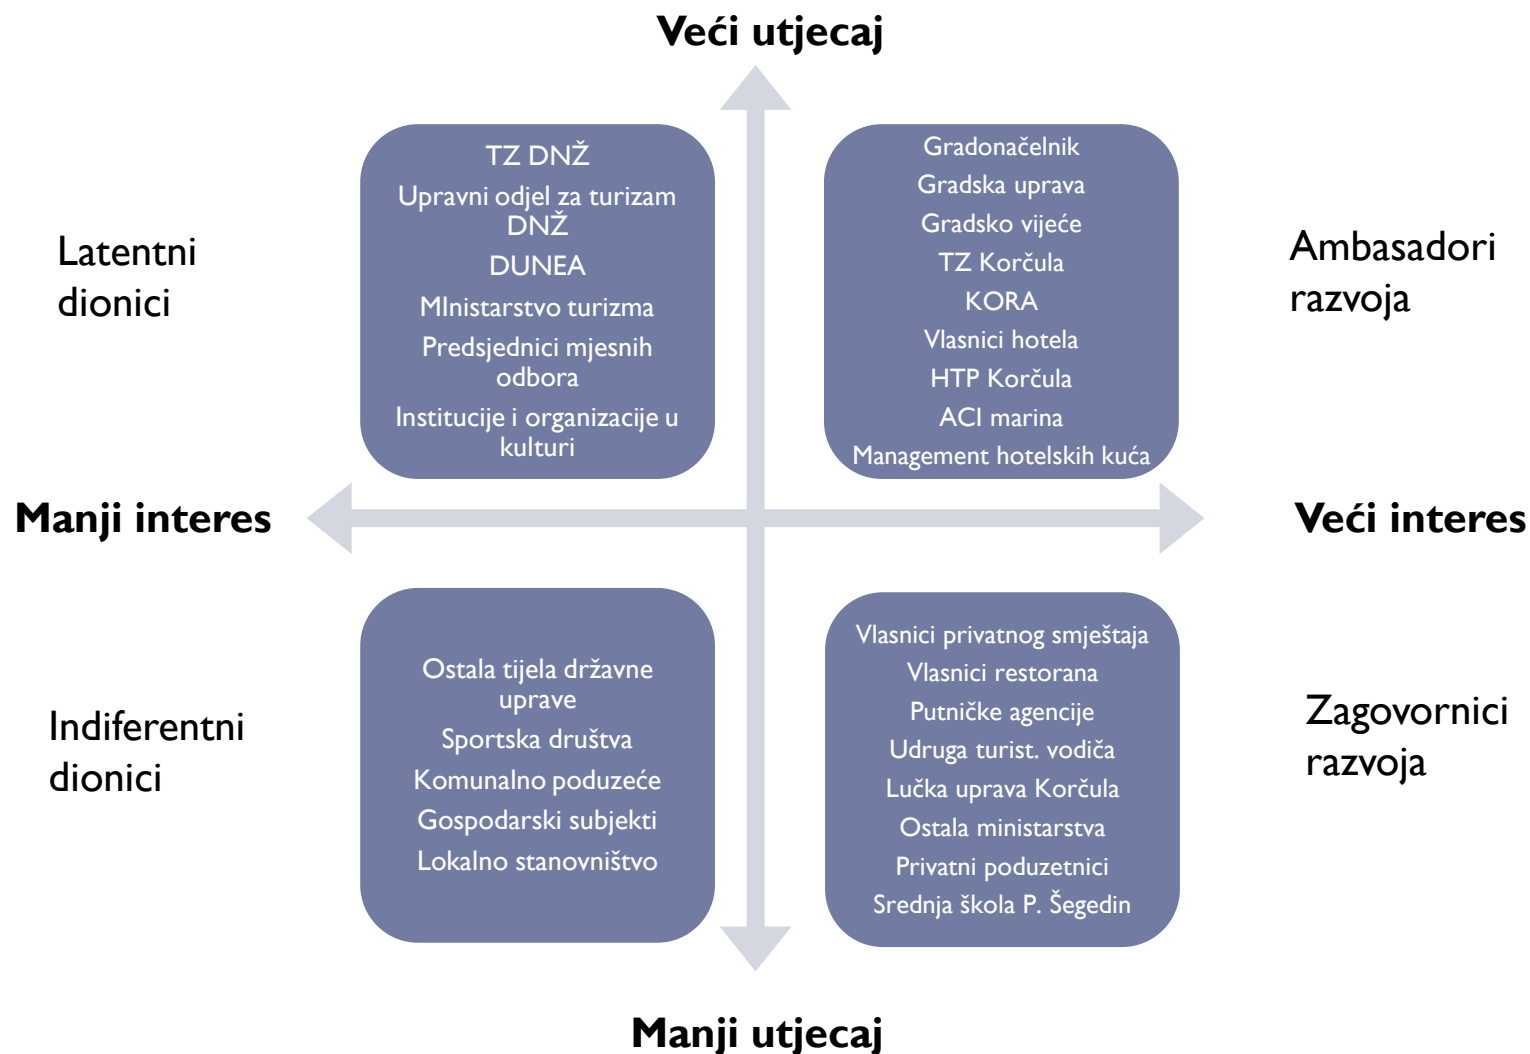 Veći utjecaj
Latentni
dionici
TZ DNŽ
Upravni odjel za turizam
DNŽ
DUNEA
MInistarstvo turizma
Predsjednici mjesnih
odbora
Institucije i organizacije u
kulturi
Gradonačelnik
Gradska uprava
Gradsko vijeće
TZ Korčula
KORA
Vlasnici hotela
HTP Korčula
ACI marina
Management hotelskih kuća
Ambasadori
razvoja
Manji interes
Veći interes
Indiferentni
dionici
Ostala tijela državne
uprave
Sportska društva
Komunalno poduzeće
Gospodarski subjekti
Lokalno stanovništvo
Vlasnici privatnog smještaja
Vlasnici restorana
Putničke agencije
Udruga turist. vodiča
Lučka uprava Korčula
Ostala ministarstva
Privatni poduzetnici
Srednja škola P. Šegedin
Zagovornici
razvoja
Manji utjecaj